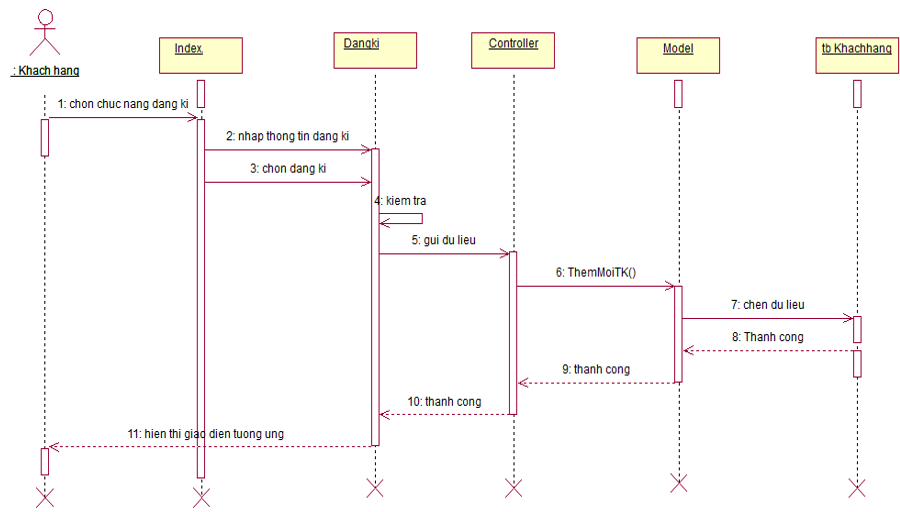 Index
Dangki
Controller
Model
tb Khachhang
: Khach hang
1: chon chuc nang dang ki
2: nhap thong tin dang ki
3: chon dang ki
4: kiem tra
5: gui du lieu
6: ThemMoiTK()
7: chen du lieu
8: Thanh cong
9: thanh cong
10: thanh cong
11: hien thi giao dien tuong ung